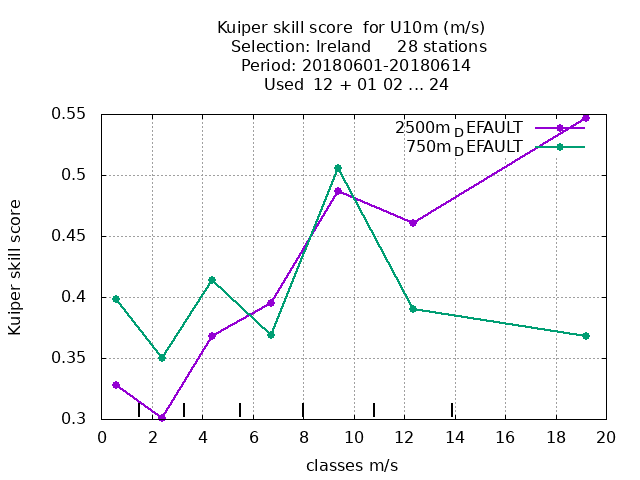 Kuiper skill score  for U10m (m/s)
Selection: Ireland     28 stations
Period: 20180601-20180614
Used  12 + 01 02 ... 24
0.55
0.5
0.45
0.4
0.35
0.3
Kuiper skill score
2500m_DEFAULT
750m_DEFAULT
0 2 4 6 8 10 12 14 16 18 20
classes m/s